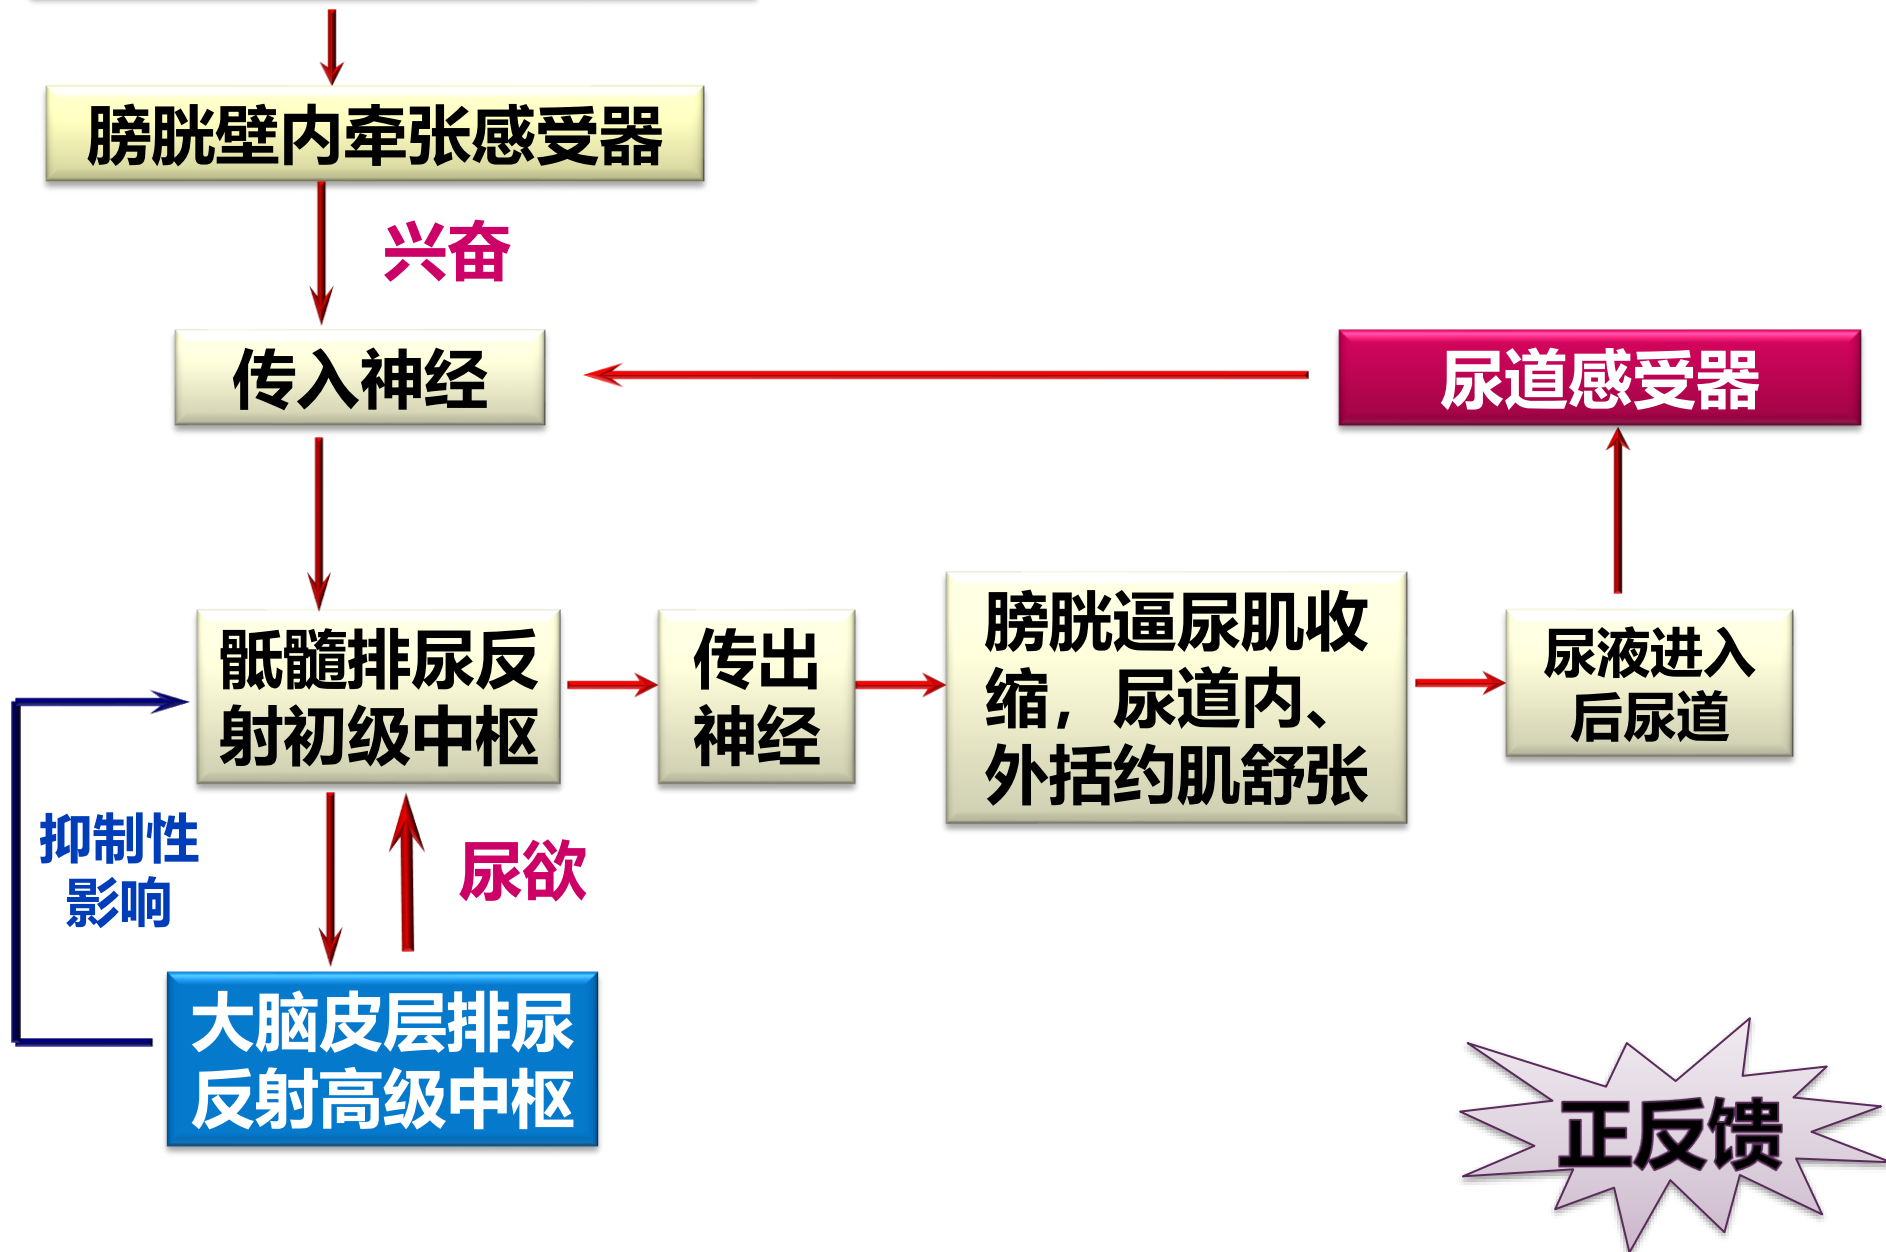 膀胱壁内牵张感受器
兴奋
传入神经
尿道感受器
骶髓排尿反
射初级中枢
传出
神经
膀胱逼尿肌收
缩，尿道内、
外括约肌舒张
尿液进入
后尿道
抑制性
影响
尿欲
大脑皮层排尿
反射高级中枢
正反馈